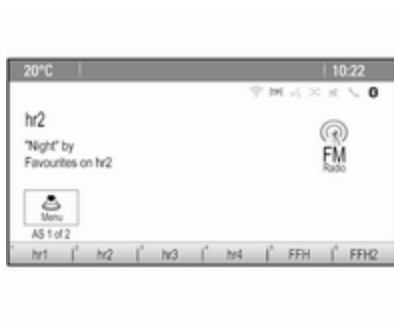 20°C 10:22
[TP]
hr2
"Night" by
Favourites on hr2
FM
Radio
Menu
AS 1 of 2
hr1 hr2 hr3 hr4 FFH FFH2